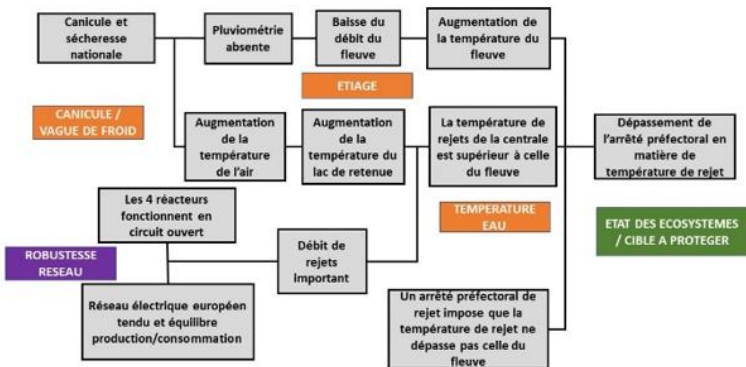 Canicule et
sécheresse
nationale
Pluviométrie
absente
Baisse du
débit du
fleuve
Augmentation de
la température du
fleuve
ETIAGE
CANICULE /
VAGUE DE FROID
Augmentation
de la
température
de l'air
Augmentation
de la
température du
lac de retenue
La température de
rejets de la centrale
est supérieur à celle
du fleuve
Dépassement de
l'arrêté préfectoral en
matière de
température de rejet
Les 4 réacteurs
fonctionnent en
circuit ouvert
TEMPERATURE
EAU
ETAT DES ECOSYSTEMES
/ CIBLE A PROTEGER
ROBUSTESSE
RESEAU
Débit de
rejets
important
Réseau électrique européen
tendu et équilibre
production/consommation
Un arrêté préfectoral de
rejet impose que la
température de rejet ne
dépasse pas celle du
fleuve